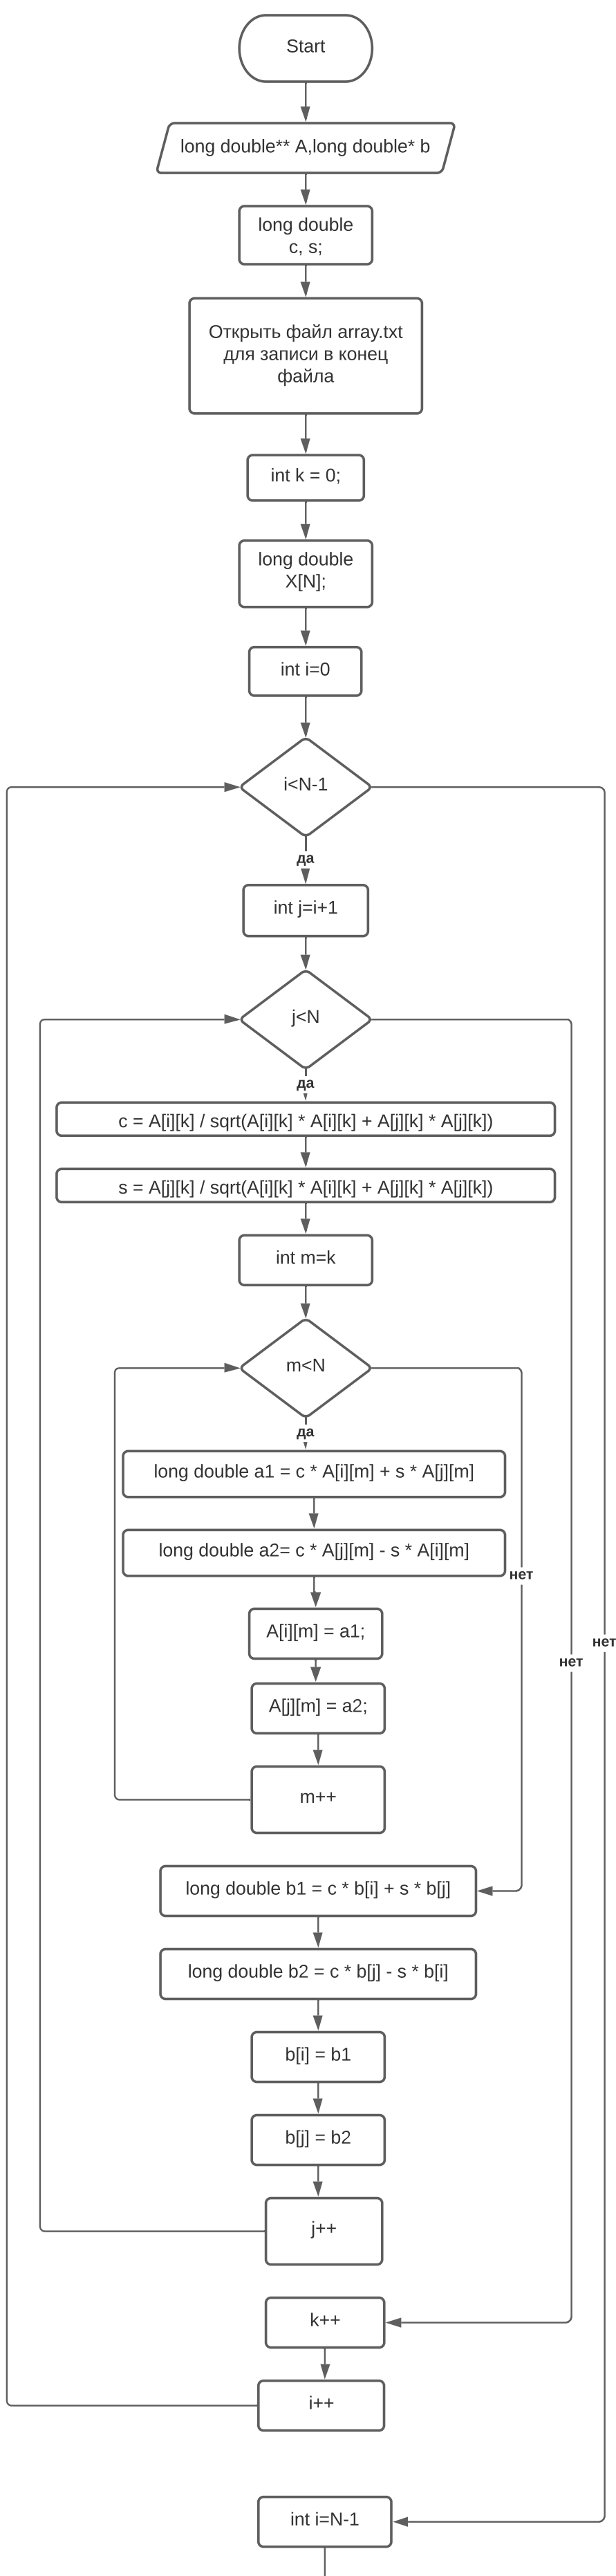 Start
long double** A,long double* b
long double
c, s;
Открыть файл array.txt
для записи в конец
файла
int k = 0;
long double
X[N];
int i=0
i<N-1
да
int j=i+1
j<N
да
c = A[i][k] / sqrt(A[i][k] * A[i][k] + A[j][k] * A[j][k])
s = A[j][k] / sqrt(A[i][k] * A[i][k] + A[j][k] * A[j][k])
int m=k
m<N
да
long double a1 = c * A[i][m] + s * A[j][m]
long double a2= c * A[j][m] - s * A[i][m]
нет
A[i][m] = a1;
нет
нет
A[j][m] = a2;
m++
long double b1 = c * b[i] + s * b[j]
long double b2 = c * b[j] - s * b[i]
b[i] = b1
b[j] = b2
j++
k++
i++
int i=N-1